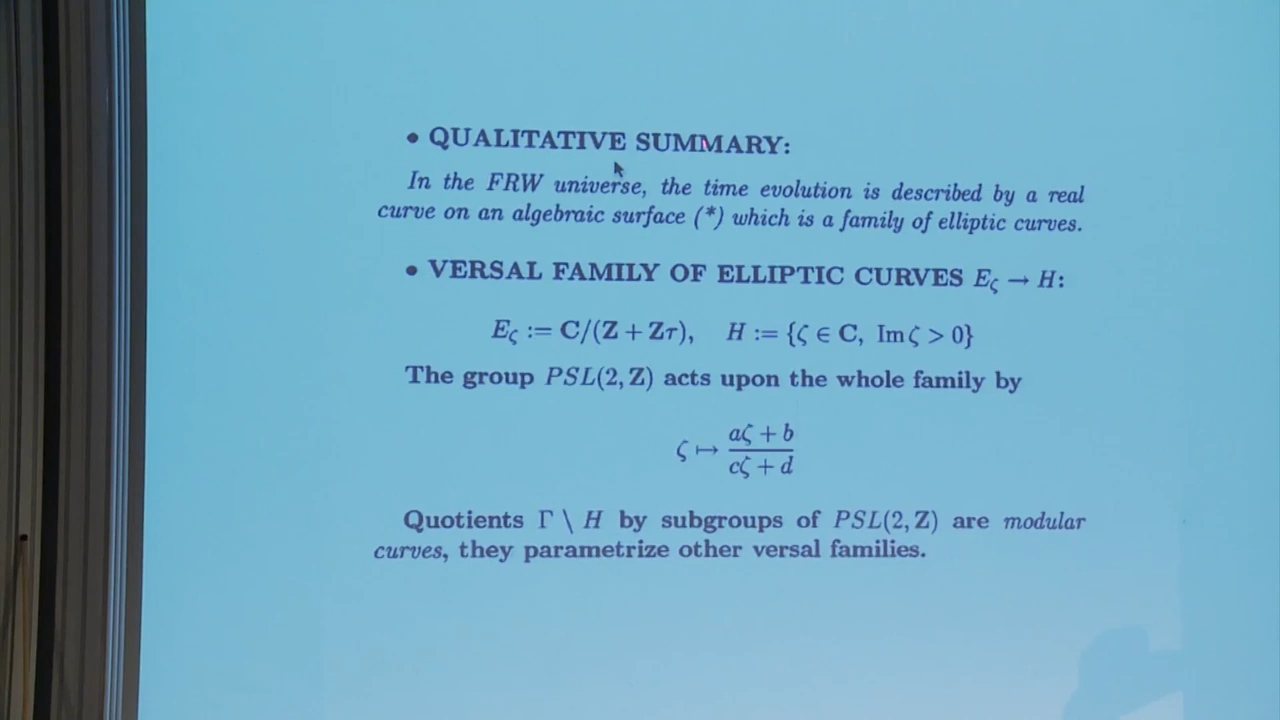 • QUALITATIVE SUMMARY:
In the FRW universe, the time evolution is described by a real
curve on an algebraic surface (*) which is a family of elliptic curves.
• VERSAL FAMILY OF ELLIPTIC CURVES E_ζ → H:
E_ζ := C/(Z + Zτ), H := {ζ ∈ C, Im ζ > 0}
The group PSL(2, Z) acts upon the whole family by
ζ ↦ (aζ + b)/(cζ + d)
Quotients Γ \ H by subgroups of PSL(2, Z) are modular
curves, they parametrize other versal families.